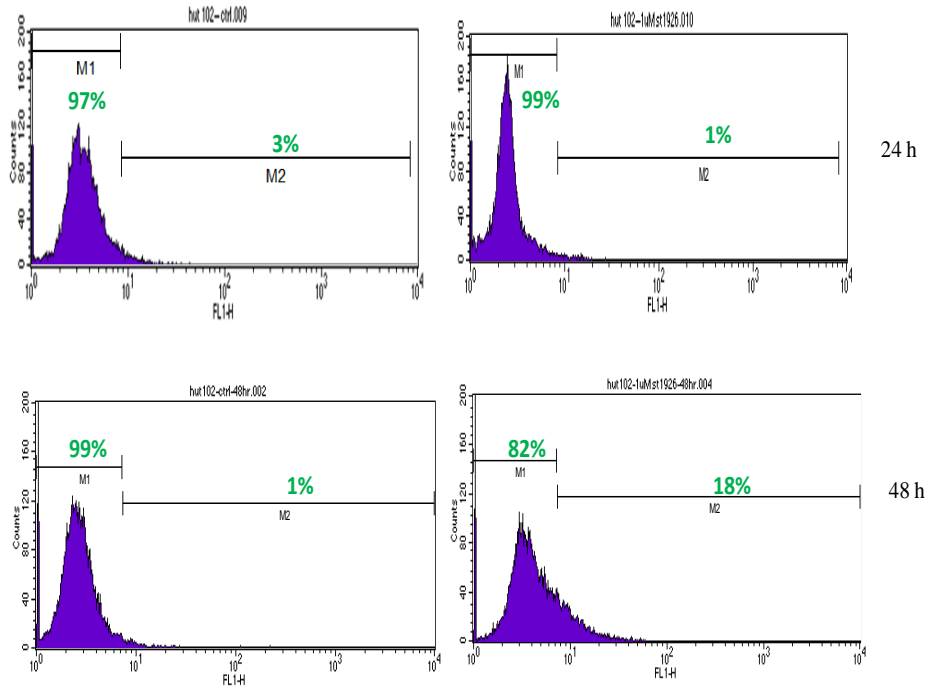 hut 102-ctrl.009
200
160
120
80
40
0
Counts
M1
97%
3%
M2
10^0 10^1 10^2 10^3 10^4
FL1-H
hut 102-1uMst1926.010
200
160
120
80
40
0
Counts
M1
99%
1%
M2
10^0 10^1 10^2 10^3 10^4
FL1-H
24 h
hut102-ctrl-48hr.002
200
160
120
80
40
0
Counts
99%
M1
1%
M2
10^0 10^1 10^2 10^3 10^4
FL1-H
hut102-1uMst1926-48hr.004
200
160
120
80
40
0
Counts
82%
M1
18%
M2
10^0 10^1 10^2 10^3 10^4
FL1-H
48 h